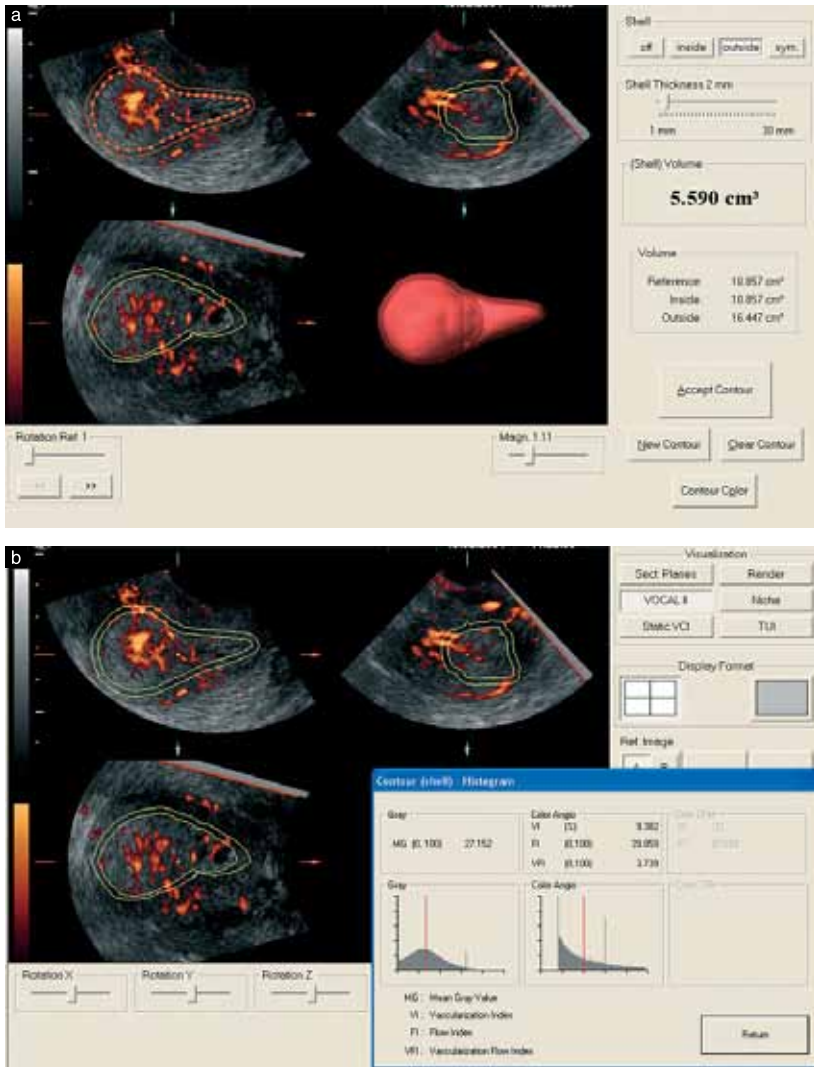 a
Shell
off inside outside sym.
Shell Thickness 2 mm
1 mm 30 mm
(Shell) Volume
5.590 cm³
Volume
Reference: 10.857 cm³
Inside: 10.857 cm³
Outside: 16.447 cm³
Accept Contour
Rotation Ref. 1
Magn. 1.11
New Contour Clear Contour
>>
Contour Color
b
Visualization
Sect Planes Render
VOCAL II Niche
Static VCI TUI
Display Format
Ref. Image
Contour (shell) - Histogram
Gray
Color Angio
MG (0,100) 27.152
VI (%) 9.382
FI (0,100)
VFI (0,100) 3.739
Gray
Color Angio
Rotation X Rotation Y Rotation Z
MG : Mean Gray Value
VI : Vascularization Index
FI : Flow Index
VFI : Vascularization Flow Index
Return